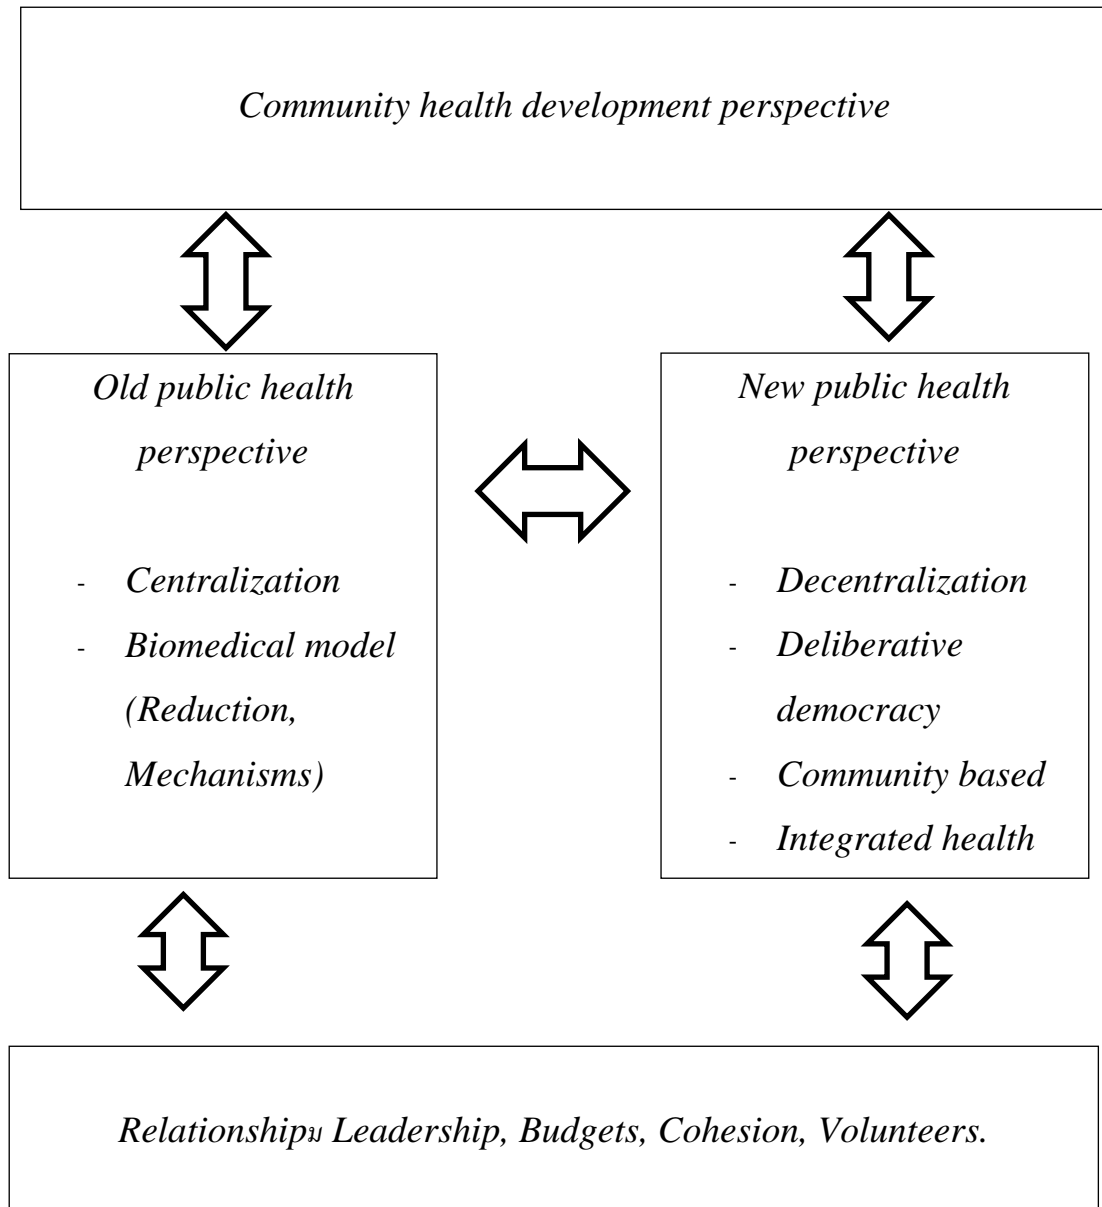 Community health development perspective
Old public health
perspective
- Centralization
- Biomedical model
(Reduction,
Mechanisms)
New public health
perspective
- Decentralization
- Deliberative
democracy
- Community based
- Integrated health
Relationshipม Leadership, Budgets, Cohesion, Volunteers.